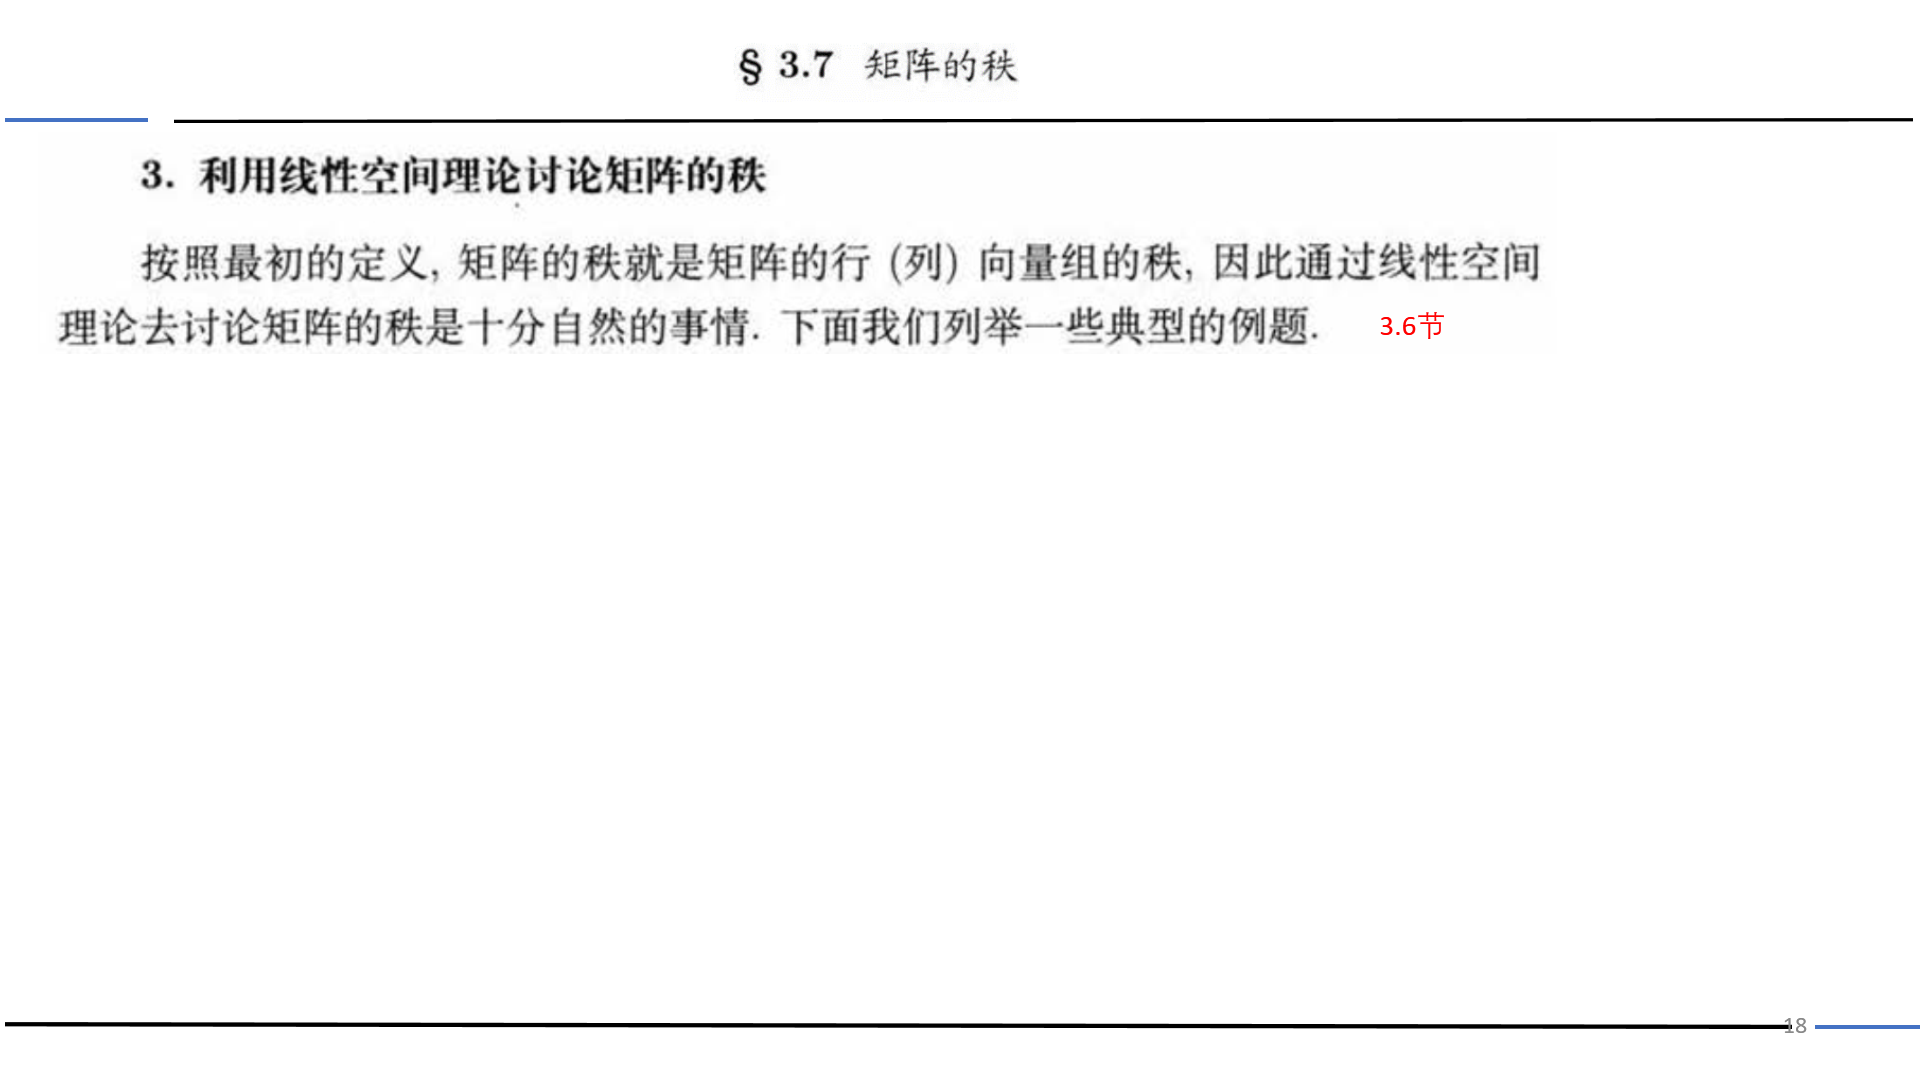 § 3.7 矩阵的秩
3. 利用线性空间理论讨论矩阵的秩
按照最初的定义, 矩阵的秩就是矩阵的行 (列) 向量组的秩, 因此通过线性空间
理论去讨论矩阵的秩是十分自然的事情. 下面我们列举一些典型的例题. 3.6节
18